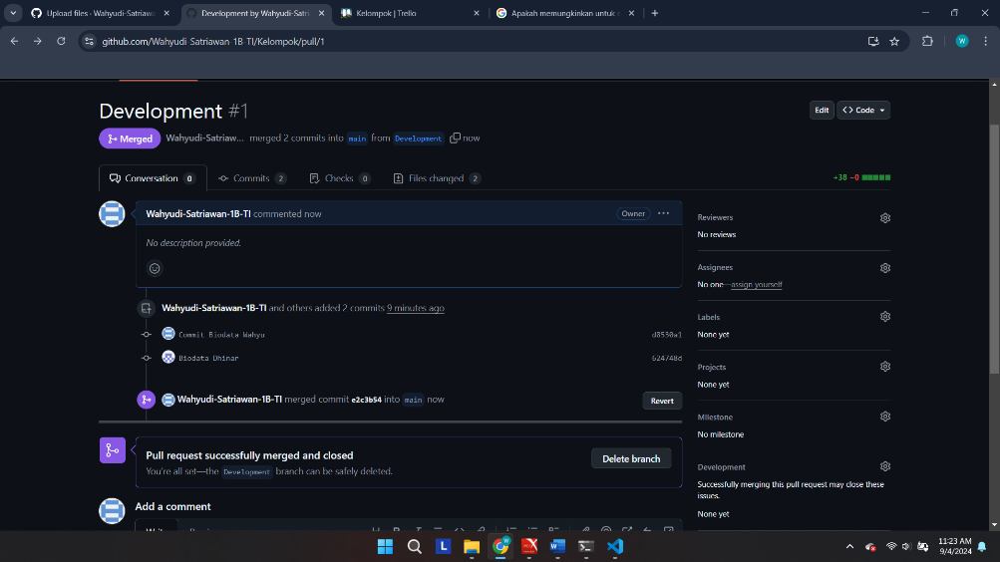 Upload files · Wahyudi-Satriawa
Development by Wahyudi-Satri
Kelompok | Trello
Apakah memungkinkan untuk
github.com/Wahyudi-Satriawan-1B-TI/Kelompok/pull/1
W
Development #1
Edit
<> Code
Merged
Wahyudi-Satriaw... merged 2 commits into main from Development now
Conversation 0
Commits 2
Checks 0
Files changed 2
+38 −0
Wahyudi-Satriawan-1B-TI commented now
Owner
No description provided.
Wahyudi-Satriawan-1B-TI and others added 2 commits 9 minutes ago
Commit Biodata Wahyu
d8530a1
Biodata Dhinar
624748d
Wahyudi-Satriawan-1B-TI merged commit e2c3b54 into main now
Revert
Pull request successfully merged and closed
You're all set—the Development branch can be safely deleted.
Delete branch
Add a comment
Reviewers
No reviews
Assignees
No one—assign yourself
Labels
None yet
Projects
None yet
Milestone
No milestone
Development
Successfully merging this pull request may close these
issues.
None yet
11:23 AM
9/4/2024